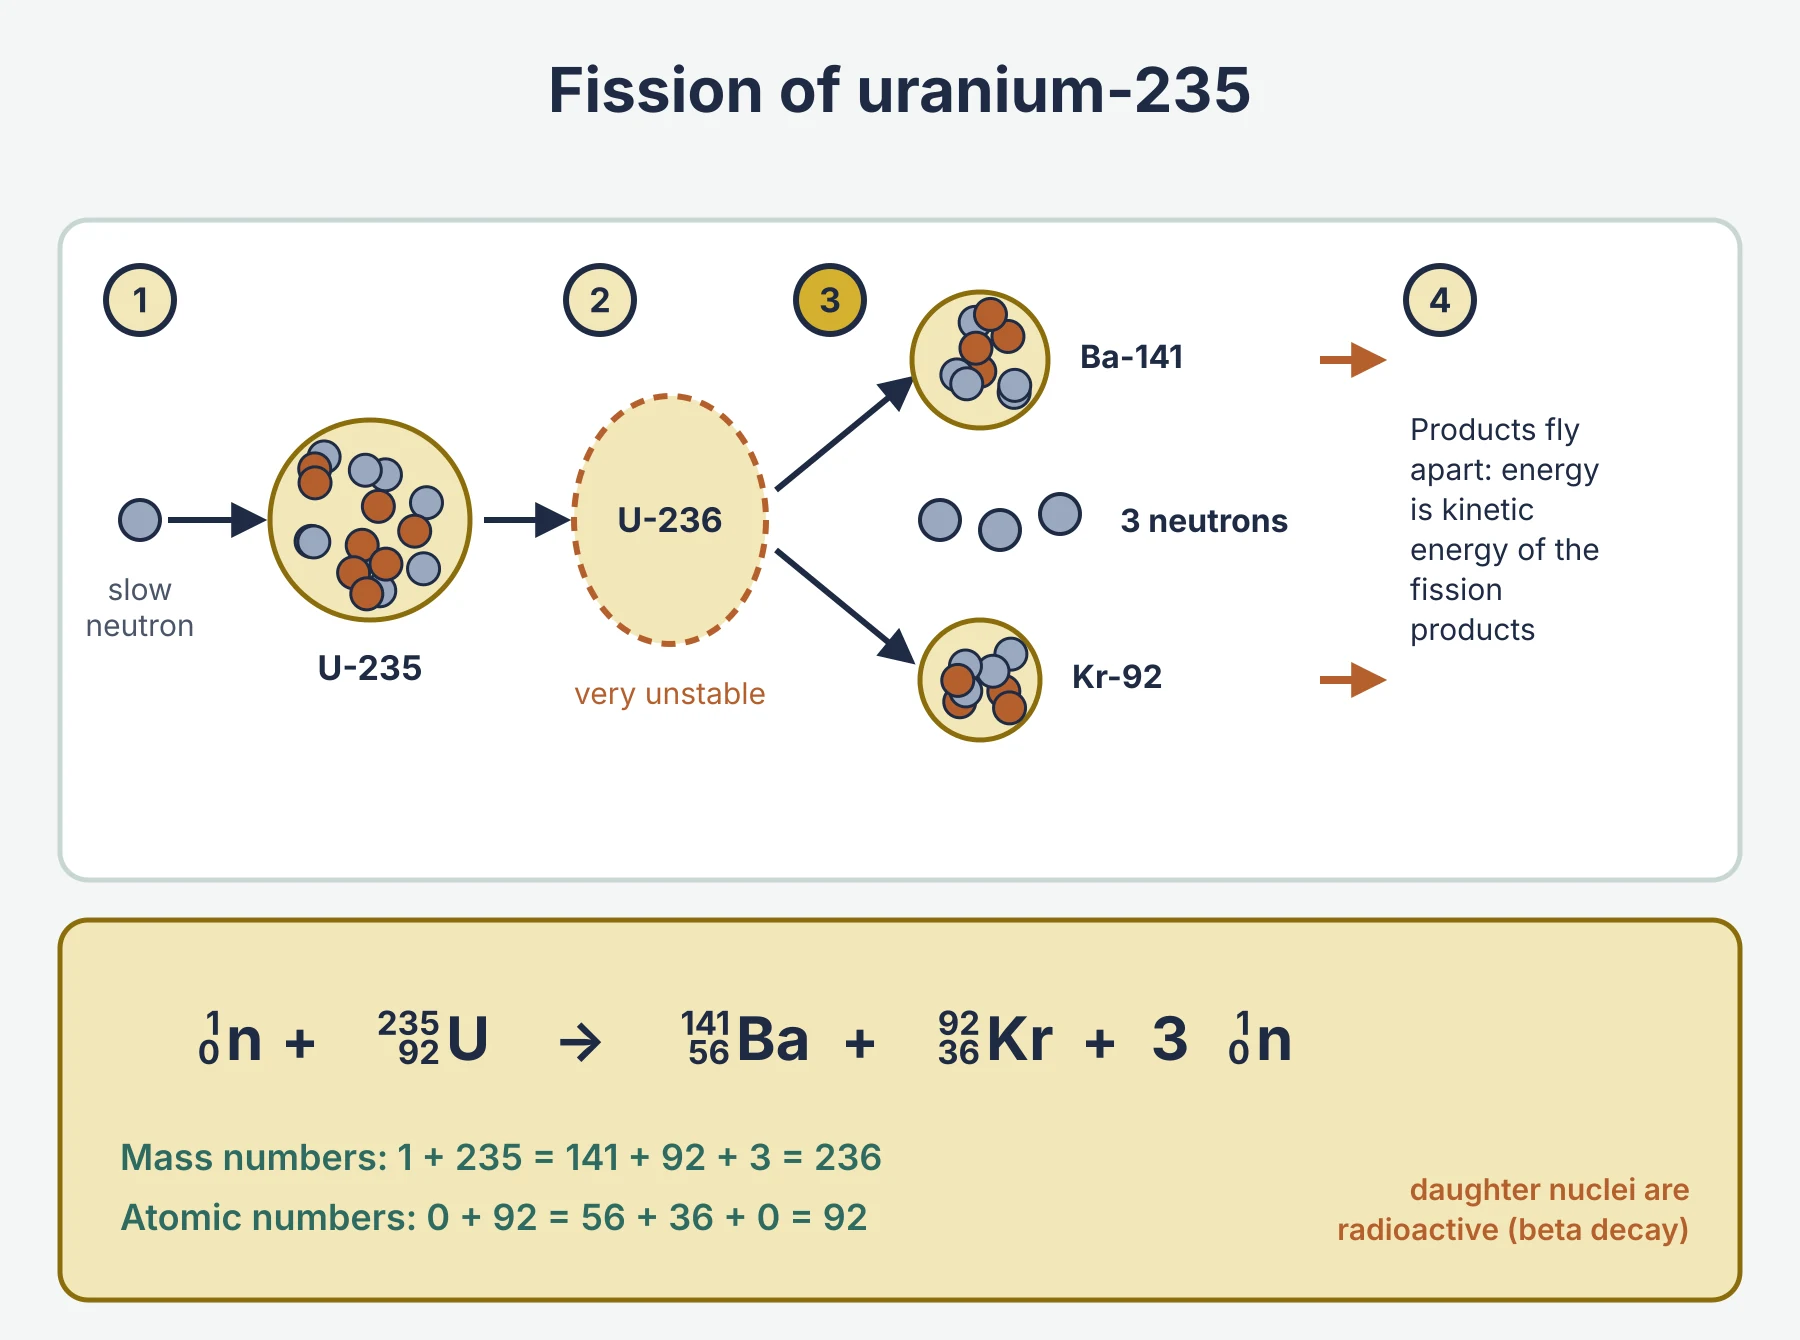 Fission of uranium-235
1
2
3
4
Ba-141
Products fly
apart: energy
is kinetic
energy of the
fission
products
U-236
3 neutrons
slow
neutron
U-235
very unstable
Kr-92
¹₀n + ²³⁵₉₂U → ¹⁴¹₅₆Ba + ⁹²₃₆Kr + 3 ¹₀n
Mass numbers: 1 + 235 = 141 + 92 + 3 = 236
Atomic numbers: 0 + 92 = 56 + 36 + 0 = 92
daughter nuclei are
radioactive (beta decay)